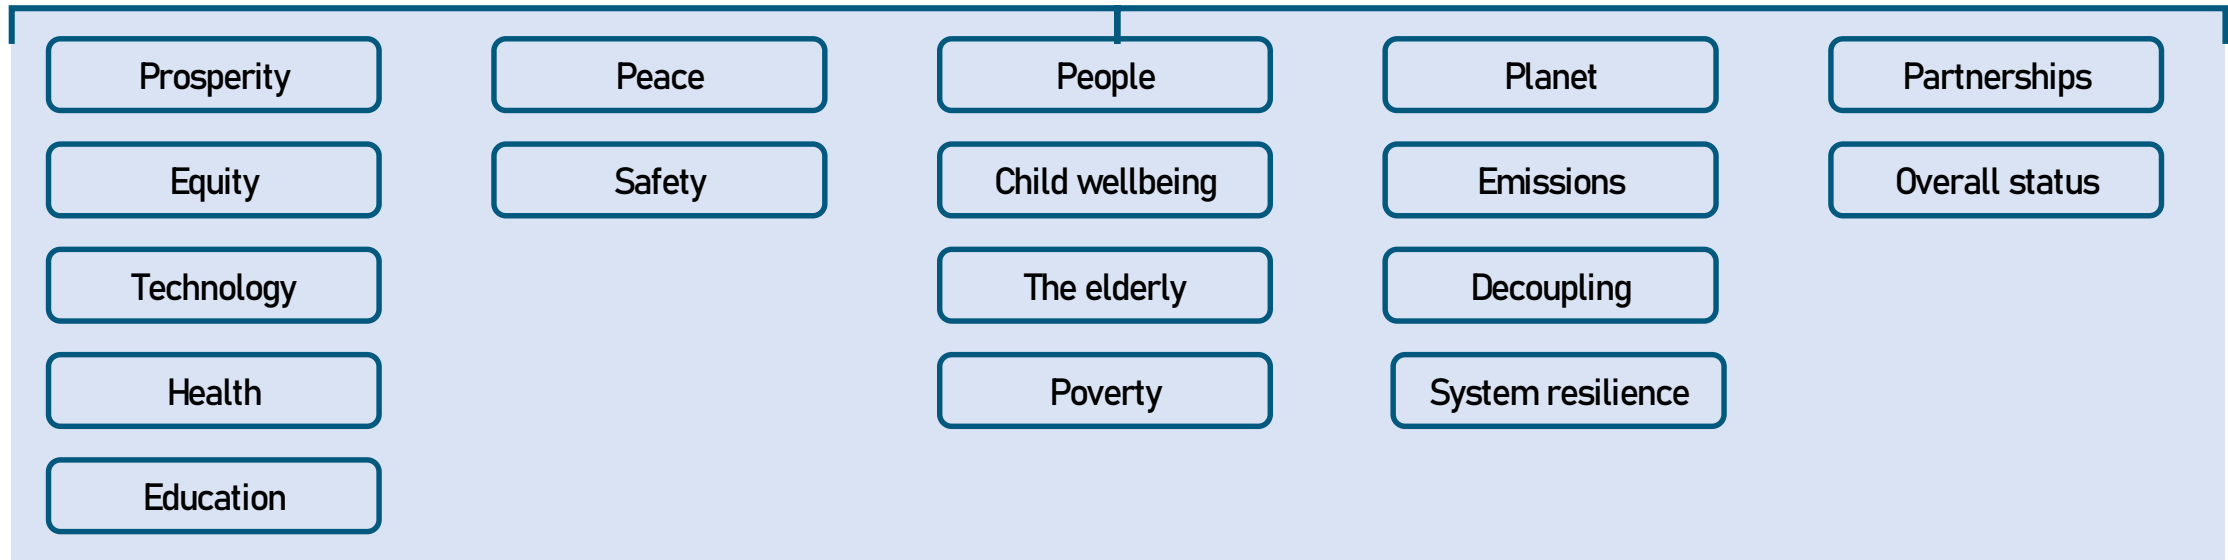 Prosperity
Peace
People
Planet
Partnerships
Equity
Safety
Child wellbeing
Emissions
Overall status
Technology
The elderly
Decoupling
Health
Poverty
System resilience
Education